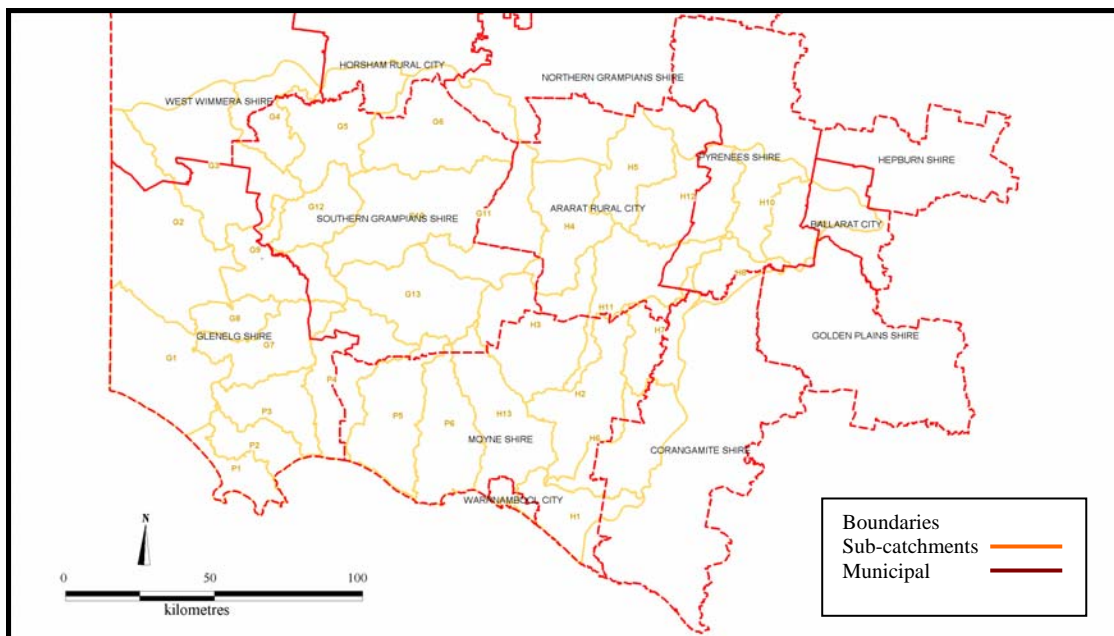 HORSHAM RURAL CITY
NORTHERN GRAMPIANS SHIRE
WEST WIMMERA SHIRE
G4
G5
G6
PYRENEES SHIRE
HEPBURN SHIRE
G3
H5
H12
H10
G2
G12
SOUTHERN GRAMPIANS SHIRE
G11
ARARAT RURAL CITY
H4
BALLARAT CITY
G9
H8
G13
H11
G8
H3
H7
GLENELG SHIRE
GOLDEN PLAINS SHIRE
G7
G1
P4
H2
P3
P5
P6
H13
MOYNE SHIRE
H6
CORANGAMITE SHIRE
P2
P1
WARANAMBOOL CITY
H1
N
0 50 100
kilometres
Boundaries
Sub-catchments
Municipal